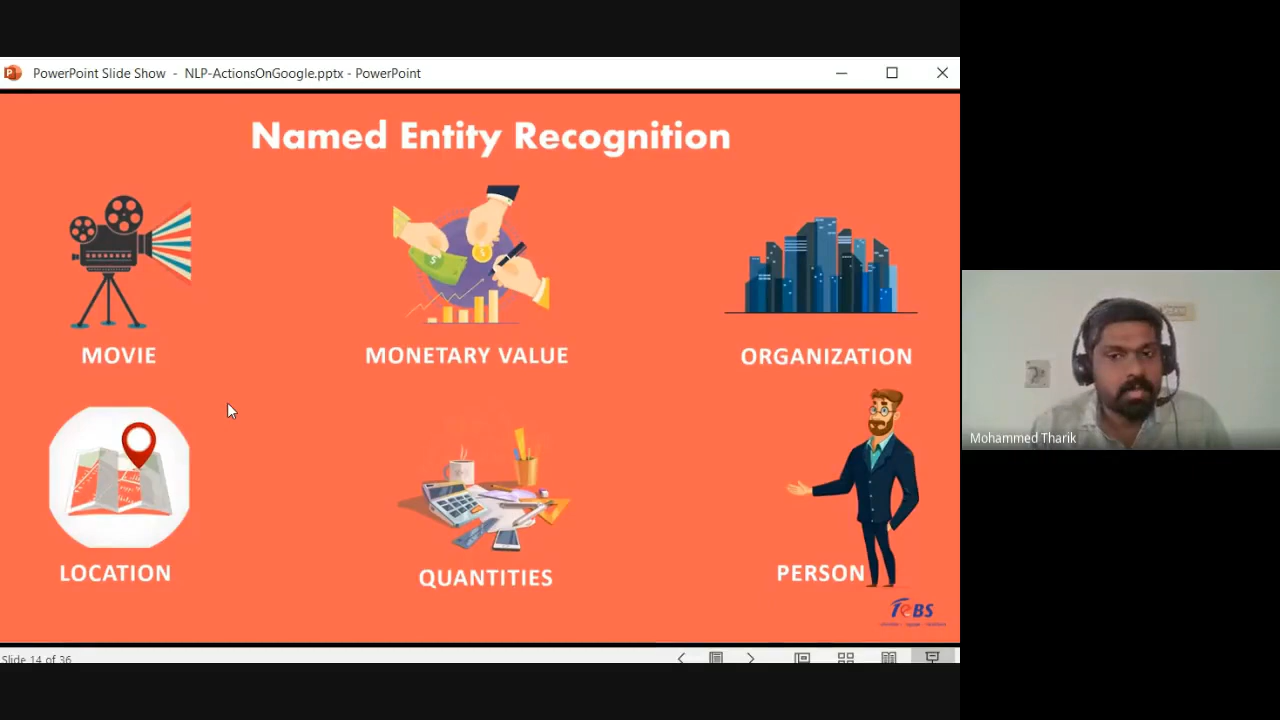 PowerPoint Slide Show - NLP-ActionsOnGoogle.pptx - PowerPoint
Named Entity Recognition
MOVIE
MONETARY VALUE
ORGANIZATION
LOCATION
QUANTITIES
PERSON
TeBS
Slide 14 of 36
Mohammed Tharik